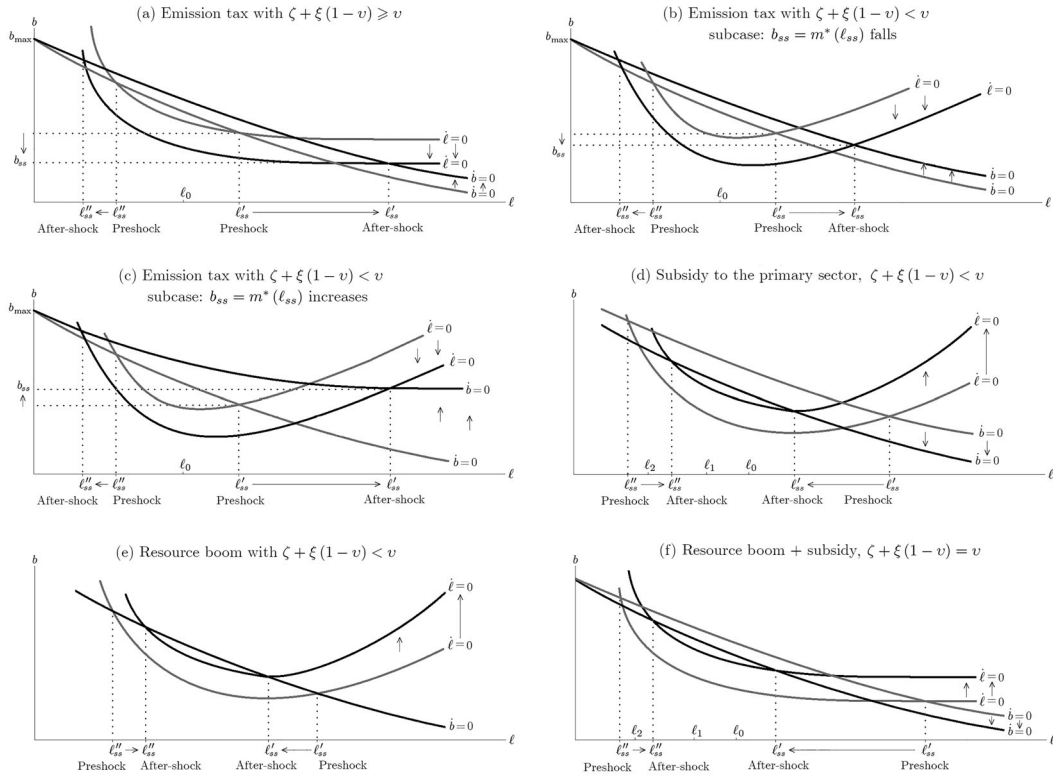 (a) Emission tax with ζ + ξ (1 − υ) ⩾ υ
b
b_max
b_ss
ℓ̇=0
ℓ̇=0
ḃ=0
ḃ=0
ℓ_0
ℓ
ℓ''_ss ← ℓ''_ss ℓ'_ss → ℓ'_ss
After-shock Preshock Preshock After-shock
(b) Emission tax with ζ + ξ (1 − υ) < υ
subcase: b_ss = m* (ℓ_ss) falls
b
b_max
b_ss
ℓ̇=0
ℓ̇=0
ḃ=0
ḃ=0
ℓ_0
ℓ
ℓ''_ss ← ℓ''_ss ℓ'_ss → ℓ'_ss
After-shock Preshock Preshock After-shock
(c) Emission tax with ζ + ξ (1 − υ) < υ
subcase: b_ss = m* (ℓ_ss) increases
b
b_max
b_ss
ℓ̇=0
ℓ̇=0
ḃ=0
ḃ=0
ℓ_0
ℓ
ℓ''_ss ← ℓ''_ss ℓ'_ss → ℓ'_ss
After-shock Preshock Preshock After-shock
(d) Subsidy to the primary sector, ζ + ξ (1 − υ) < υ
b
ℓ̇=0
ℓ̇=0
ḃ=0
ḃ=0
ℓ_2 ℓ_1 ℓ_0
ℓ
ℓ''_ss → ℓ''_ss ℓ'_ss ← ℓ'_ss
Preshock After-shock After-shock Preshock
(e) Resource boom with ζ + ξ (1 − υ) < υ
b
ℓ̇=0
ℓ̇=0
ḃ=0
ℓ
ℓ''_ss → ℓ''_ss ℓ'_ss ← ℓ'_ss
Preshock After-shock After-shock Preshock
(f) Resource boom + subsidy, ζ + ξ (1 − υ) = υ
b
ℓ̇=0
ℓ̇=0
ḃ=0
ḃ=0
ℓ_2 ℓ_1 ℓ_0
ℓ
ℓ''_ss → ℓ''_ss ℓ'_ss ← ℓ'_ss
Preshock After-shock After-shock Preshock